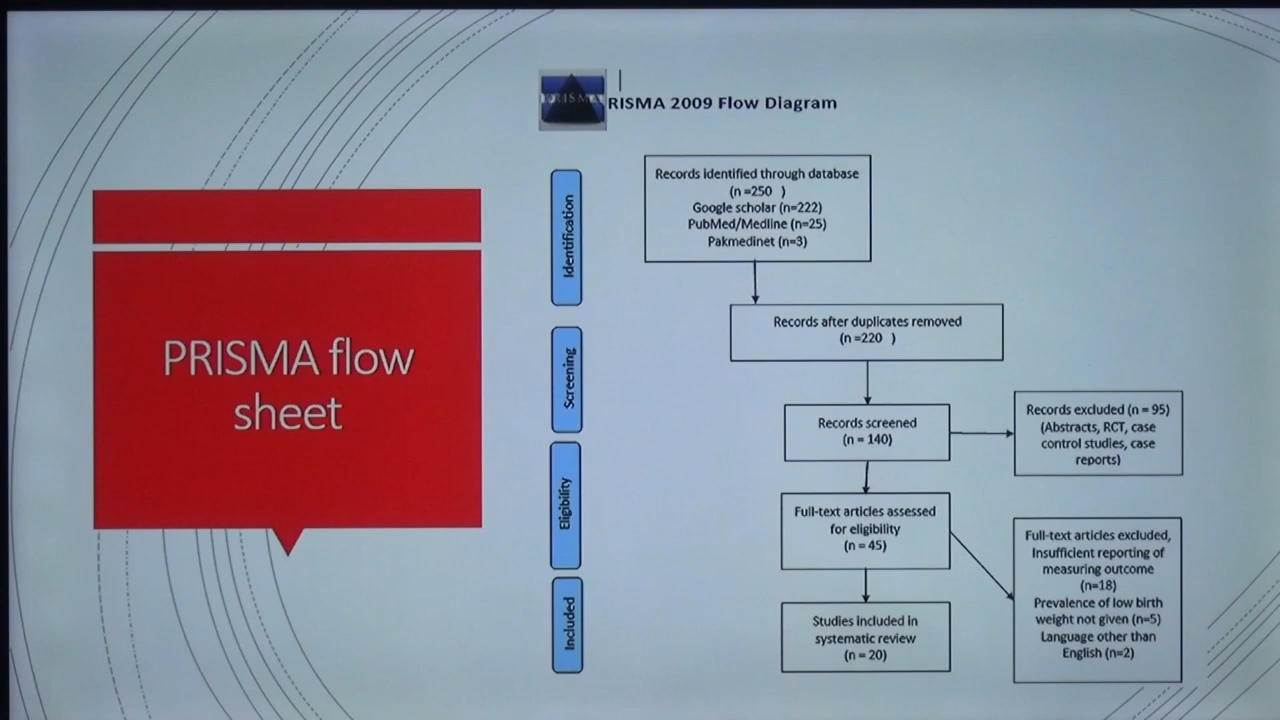 PRISMA flow
sheet
PRISMA
RISMA 2009 Flow Diagram
Identification
Records identified through database
(n =250 )
Google scholar (n=222)
PubMed/Medline (n=25)
Pakmedinet (n=3)
Records after duplicates removed
(n =220 )
Screening
Records screened
(n = 140)
Records excluded (n = 95)
(Abstracts, RCT, case
control studies, case
reports)
Eligibility
Full-text articles assessed
for eligibility
(n = 45)
Full-text articles excluded,
Insufficient reporting of
measuring outcome
(n=18)
Prevalence of low birth
weight not given (n=5)
Language other than
English (n=2)
Included
Studies included in
systematic review
(n = 20)